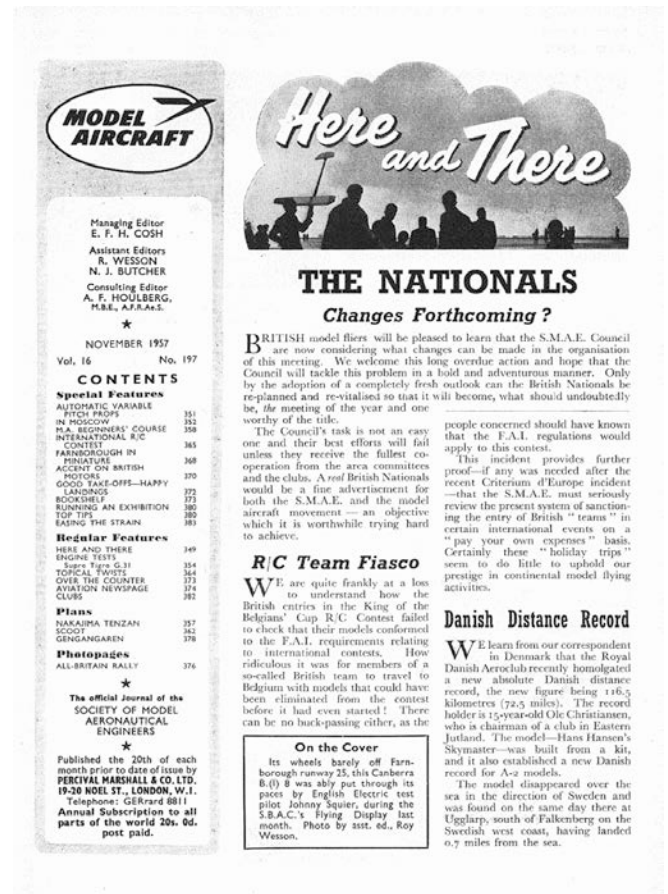 MODEL
AIRCRAFT
Managing Editor
E. F. H. COSH
Assistant Editors
R. WESSON
N. J. BUTCHER
Consulting Editor
A. F. HOULBERG,
M.B.E., A.F.R.Ae.S.
★
NOVEMBER 1957
Vol. 16 No. 197
CONTENTS
Special Features
AUTOMATIC VARIABLE
PITCH PROPS 351
IN MOSCOW 352
M.A. BEGINNERS' COURSE 358
INTERNATIONAL R/C
CONTEST 365
FARNBOROUGH IN
MINIATURE 368
ACCENT ON BRITISH
MOTORS 370
GOOD TAKE-OFFS—HAPPY
LANDINGS 372
BOOKSHELF 373
RUNNING AN EXHIBITION 380
TOP TIPS 380
EASING THE STRAIN 383
Regular Features
HERE AND THERE 349
ENGINE TESTS
Supre Tigre G.31 354
TOPICAL TWISTS 364
OVER THE COUNTER 373
AVIATION NEWSPAGE 374
CLUBS 382
Plans
NAKAJIMA TENZAN 357
SCOOT 362
GENGANGAREN 378
Photopages
ALL-BRITAIN RALLY 376
★
The official Journal of the
SOCIETY OF MODEL
AERONAUTICAL
ENGINEERS
★
Published the 20th of each
month prior to date of issue by
PERCIVAL MARSHALL & CO. LTD.
19-20 NOEL ST., LONDON, W.1.
Telephone: GERrard 8811
Annual Subscription to all
parts of the world 20s. 0d.
post paid.
Here
and There
THE NATIONALS
Changes Forthcoming ?
BRITISH model fliers will be pleased to learn that the S.M.A.E. Council
are now considering what changes can be made in the organisation
of this meeting. We welcome this long overdue action and hope that the
Council will tackle this problem in a bold and adventurous manner. Only
by the adoption of a completely fresh outlook can the British Nationals be
re-planned and re-vitalised so that it will become, what should undoubtedly
be, the meeting of the year and one
worthy of the title.
The Council's task is not an easy
one and their best efforts will fail
unless they receive the fullest co-
operation from the area committees
and the clubs. A real British Nationals
would be a fine advertisement for
both the S.M.A.E. and the model
aircraft movement — an objective
which it is worthwhile trying hard
to achieve.
R/C Team Fiasco
WE are quite frankly at a loss
to understand how the
British entries in the King of the
Belgians' Cup R/C Contest failed
to check that their models conformed
to the F.A.I. requirements relating
to international contests. How
ridiculous it was for members of a
so-called British team to travel to
Belgium with models that could have
been eliminated from the contest
before it had even started ! There
can be no buck-passing either, as the
On the Cover
Its wheels barely off Farn-
borough runway 25, this Canberra
B.(I) 8 was ably put through its
paces by English Electric test
pilot Johnny Squier, during the
S.B.A.C.'s Flying Display last
month. Photo by asst. ed., Roy
Wesson.
people concerned should have known
that the F.A.I. regulations would
apply to this contest.
This incident provides further
proof—if any was needed after the
recent Criterium d'Europe incident
—that the S.M.A.E. must seriously
review the present system of sanction-
ing the entry of British " teams " in
certain international events on a
" pay your own expenses " basis.
Certainly these " holiday trips "
seem to do little to uphold our
prestige in continental model flying
activities.
Danish Distance Record
WE learn from our correspondent
in Denmark that the Royal
Danish Aeroclub recently homolgated
a new absolute Danish distance
record, the new figure being 116.5
kilometres (72.5 miles). The record
holder is 15-year-old Ole Christiansen,
who is chairman of a club in Eastern
Jutland. The model—Hans Hansen's
Skymaster—was built from a kit,
and it also established a new Danish
record for A-2 models.
The model disappeared over the
sea in the direction of Sweden and
was found on the same day there at
Ugglarp, south of Falkenberg on the
Swedish west coast, having landed
0.7 miles from the sea.